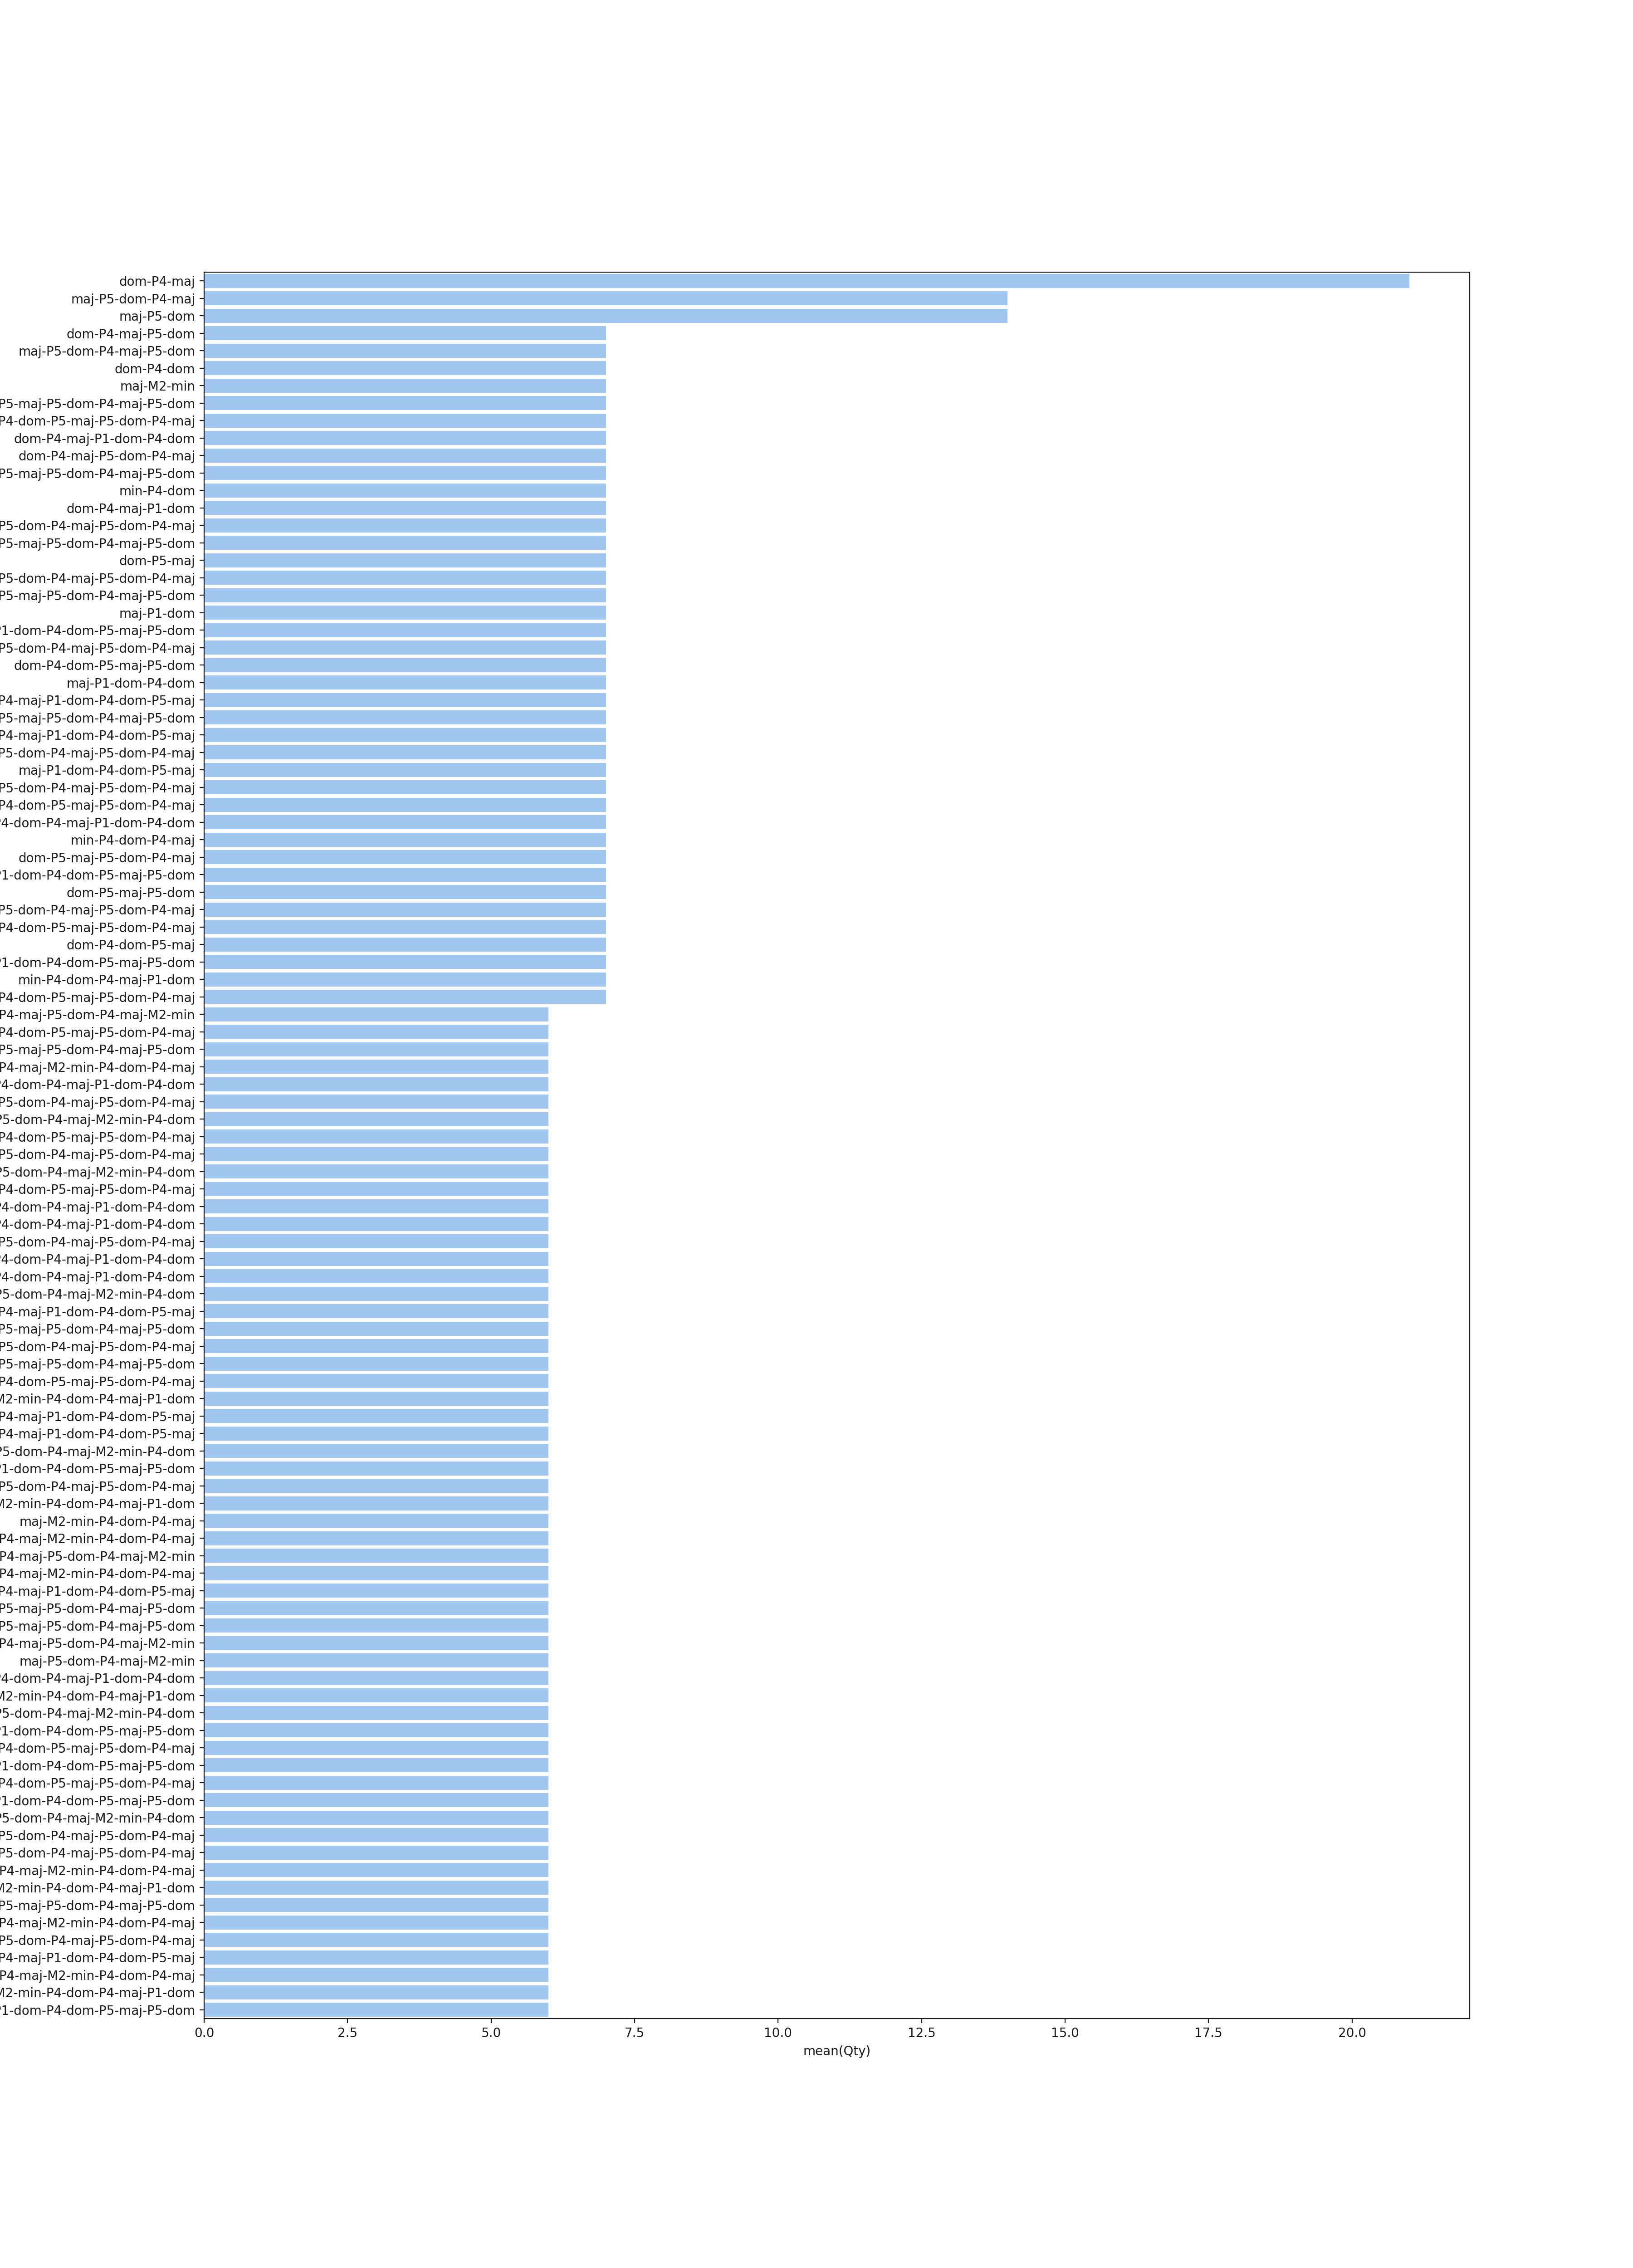 dom-P4-maj
maj-P5-dom-P4-maj
maj-P5-dom
dom-P4-maj-P5-dom
maj-P5-dom-P4-maj-P5-dom
dom-P4-dom
maj-M2-min
P5-maj-P5-dom-P4-maj-P5-dom
P4-dom-P5-maj-P5-dom-P4-maj
dom-P4-maj-P1-dom-P4-dom
dom-P4-maj-P5-dom-P4-maj
P5-maj-P5-dom-P4-maj-P5-dom
min-P4-dom
dom-P4-maj-P1-dom
P5-dom-P4-maj-P5-dom-P4-maj
P5-maj-P5-dom-P4-maj-P5-dom
dom-P5-maj
P5-dom-P4-maj-P5-dom-P4-maj
P5-maj-P5-dom-P4-maj-P5-dom
maj-P1-dom
P1-dom-P4-dom-P5-maj-P5-dom
P5-dom-P4-maj-P5-dom-P4-maj
dom-P4-dom-P5-maj-P5-dom
maj-P1-dom-P4-dom
P4-maj-P1-dom-P4-dom-P5-maj
P5-maj-P5-dom-P4-maj-P5-dom
P4-maj-P1-dom-P4-dom-P5-maj
P5-dom-P4-maj-P5-dom-P4-maj
maj-P1-dom-P4-dom-P5-maj
P5-dom-P4-maj-P5-dom-P4-maj
P4-dom-P5-maj-P5-dom-P4-maj
P4-dom-P4-maj-P1-dom-P4-dom
min-P4-dom-P4-maj
dom-P5-maj-P5-dom-P4-maj
P1-dom-P4-dom-P5-maj-P5-dom
dom-P5-maj-P5-dom
P5-dom-P4-maj-P5-dom-P4-maj
P4-dom-P5-maj-P5-dom-P4-maj
dom-P4-dom-P5-maj
P1-dom-P4-dom-P5-maj-P5-dom
min-P4-dom-P4-maj-P1-dom
P4-dom-P5-maj-P5-dom-P4-maj
P4-maj-P5-dom-P4-maj-M2-min
P4-dom-P5-maj-P5-dom-P4-maj
P5-maj-P5-dom-P4-maj-P5-dom
P4-maj-M2-min-P4-dom-P4-maj
P4-dom-P4-maj-P1-dom-P4-dom
P5-dom-P4-maj-P5-dom-P4-maj
P5-dom-P4-maj-M2-min-P4-dom
P4-dom-P5-maj-P5-dom-P4-maj
P5-dom-P4-maj-P5-dom-P4-maj
P5-dom-P4-maj-M2-min-P4-dom
P4-dom-P5-maj-P5-dom-P4-maj
P4-dom-P4-maj-P1-dom-P4-dom
P4-dom-P4-maj-P1-dom-P4-dom
P5-dom-P4-maj-P5-dom-P4-maj
P4-dom-P4-maj-P1-dom-P4-dom
P4-dom-P4-maj-P1-dom-P4-dom
P5-dom-P4-maj-M2-min-P4-dom
P4-maj-P1-dom-P4-dom-P5-maj
P5-maj-P5-dom-P4-maj-P5-dom
P5-dom-P4-maj-P5-dom-P4-maj
P5-maj-P5-dom-P4-maj-P5-dom
P4-dom-P5-maj-P5-dom-P4-maj
M2-min-P4-dom-P4-maj-P1-dom
P4-maj-P1-dom-P4-dom-P5-maj
P4-maj-P1-dom-P4-dom-P5-maj
P5-dom-P4-maj-M2-min-P4-dom
P1-dom-P4-dom-P5-maj-P5-dom
P5-dom-P4-maj-P5-dom-P4-maj
M2-min-P4-dom-P4-maj-P1-dom
maj-M2-min-P4-dom-P4-maj
P4-maj-M2-min-P4-dom-P4-maj
P4-maj-P5-dom-P4-maj-M2-min
P4-maj-M2-min-P4-dom-P4-maj
P4-maj-P1-dom-P4-dom-P5-maj
P5-maj-P5-dom-P4-maj-P5-dom
P5-maj-P5-dom-P4-maj-P5-dom
P4-maj-P5-dom-P4-maj-M2-min
maj-P5-dom-P4-maj-M2-min
P4-dom-P4-maj-P1-dom-P4-dom
M2-min-P4-dom-P4-maj-P1-dom
P5-dom-P4-maj-M2-min-P4-dom
P1-dom-P4-dom-P5-maj-P5-dom
P4-dom-P5-maj-P5-dom-P4-maj
P1-dom-P4-dom-P5-maj-P5-dom
P4-dom-P5-maj-P5-dom-P4-maj
P1-dom-P4-dom-P5-maj-P5-dom
P5-dom-P4-maj-M2-min-P4-dom
P5-dom-P4-maj-P5-dom-P4-maj
P5-dom-P4-maj-P5-dom-P4-maj
P4-maj-M2-min-P4-dom-P4-maj
M2-min-P4-dom-P4-maj-P1-dom
P5-maj-P5-dom-P4-maj-P5-dom
P4-maj-M2-min-P4-dom-P4-maj
P5-dom-P4-maj-P5-dom-P4-maj
P4-maj-P1-dom-P4-dom-P5-maj
P4-maj-M2-min-P4-dom-P4-maj
M2-min-P4-dom-P4-maj-P1-dom
P1-dom-P4-dom-P5-maj-P5-dom
0.0 2.5 5.0 7.5 10.0 12.5 15.0 17.5 20.0
mean(Qty)